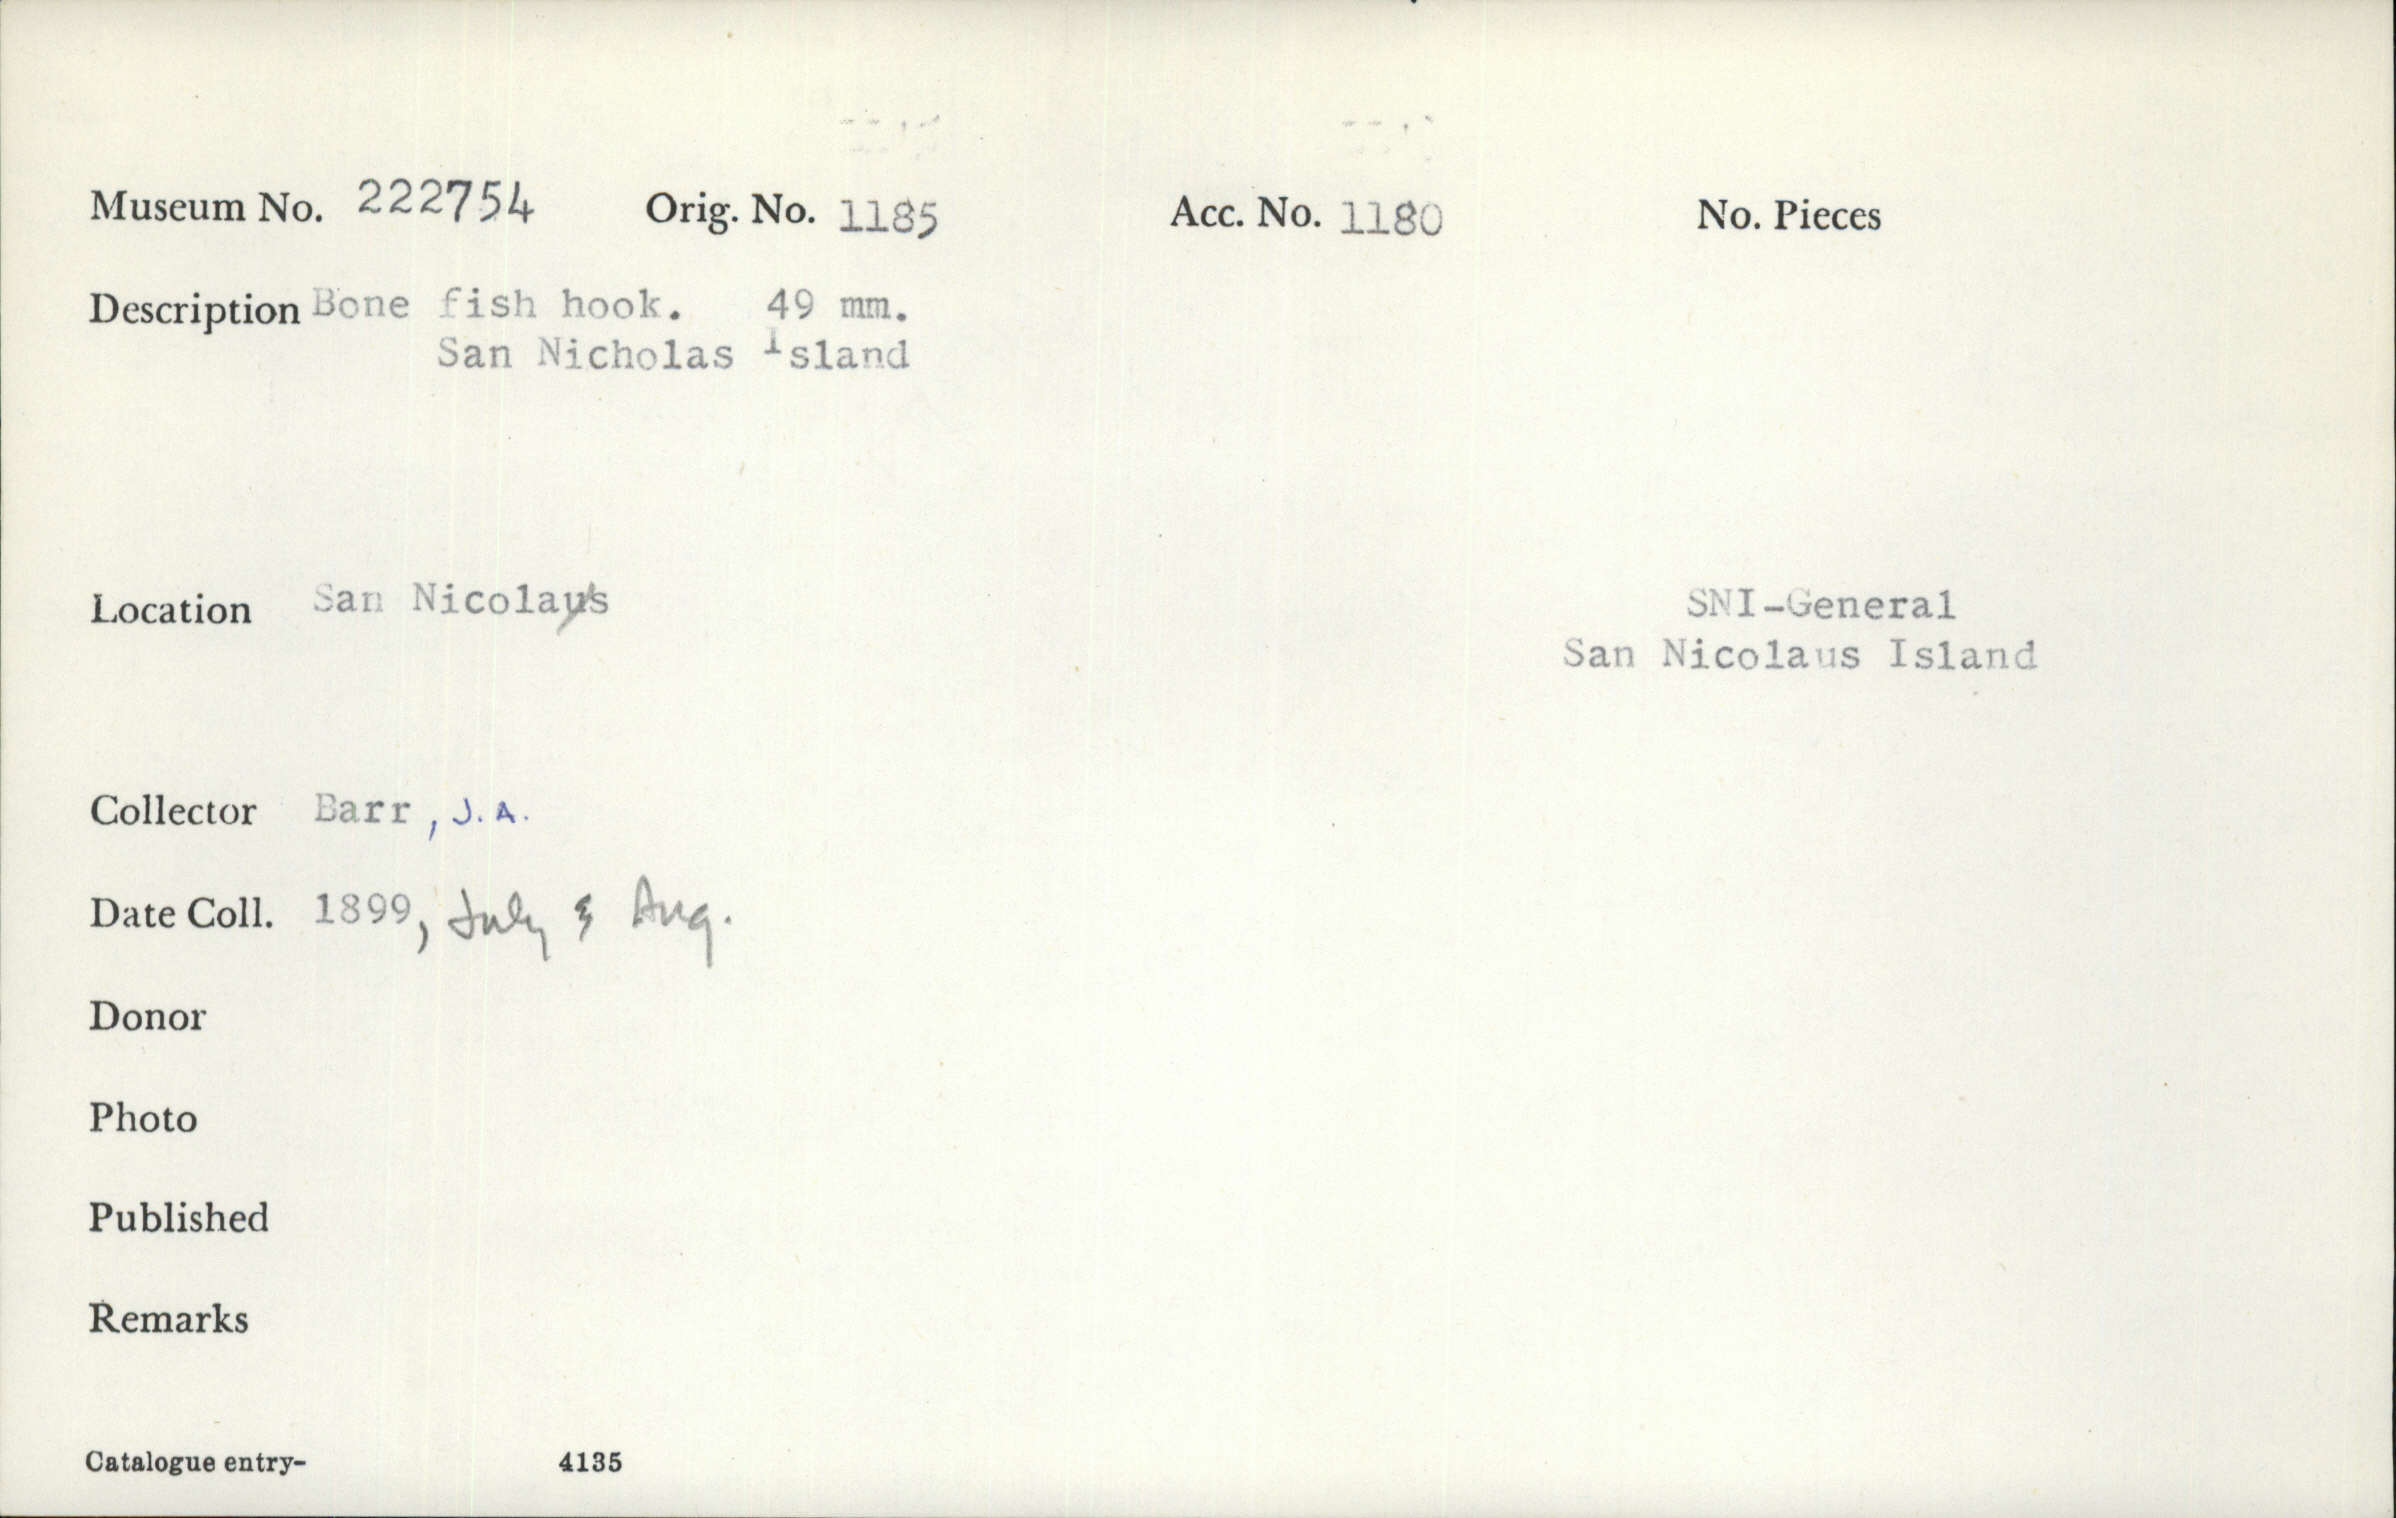 Museum No. 222754 Orig. No. 1185 Acc. No. 1180 No. Pieces
Description Bone fish hook. 49 mm.
San Nicholas Island
Location San Nicolaus SNI-General
San Nicolaus Island
Collector Barr, J.A.
Date Coll. 1899, July & Aug.
Donor
Photo
Published
Remarks
Catalogue entry- 4135